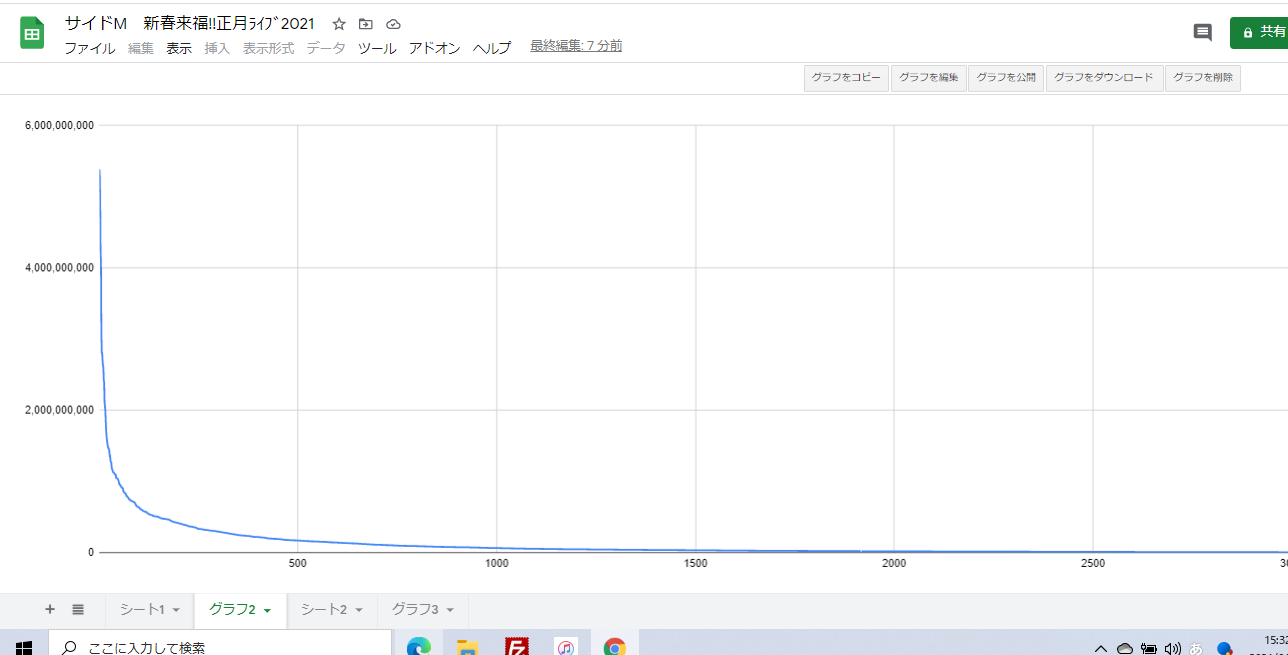 サイドM　新春来福!!正月ﾗｲﾌﾞ2021
ファイル 編集 表示 挿入 表示形式 データ ツール アドオン ヘルプ 最終編集: 7 分前
共有
グラフをコピー グラフを編集 グラフを公開 グラフをダウンロード グラフを削除
6,000,000,000
4,000,000,000
2,000,000,000
0
500 1000 1500 2000 2500
シート1 グラフ2 シート2 グラフ3
ここに入力して検索
あ
15:32